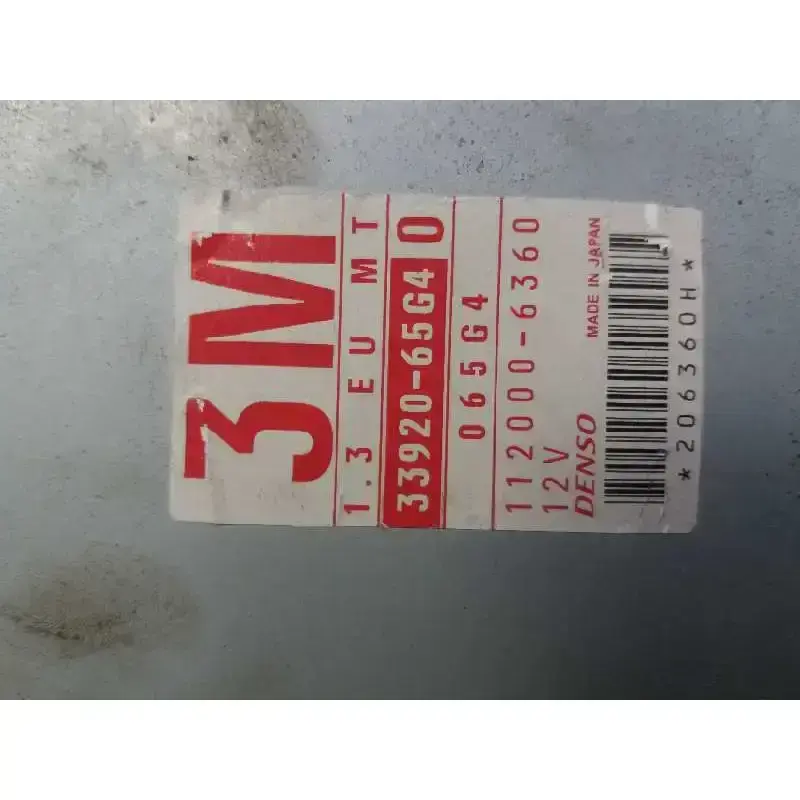 3M
1.3 EU MT
33920-65G4 0
065G4
112000-6360
12V
DENSO
MADE IN JAPAN
*206360H*